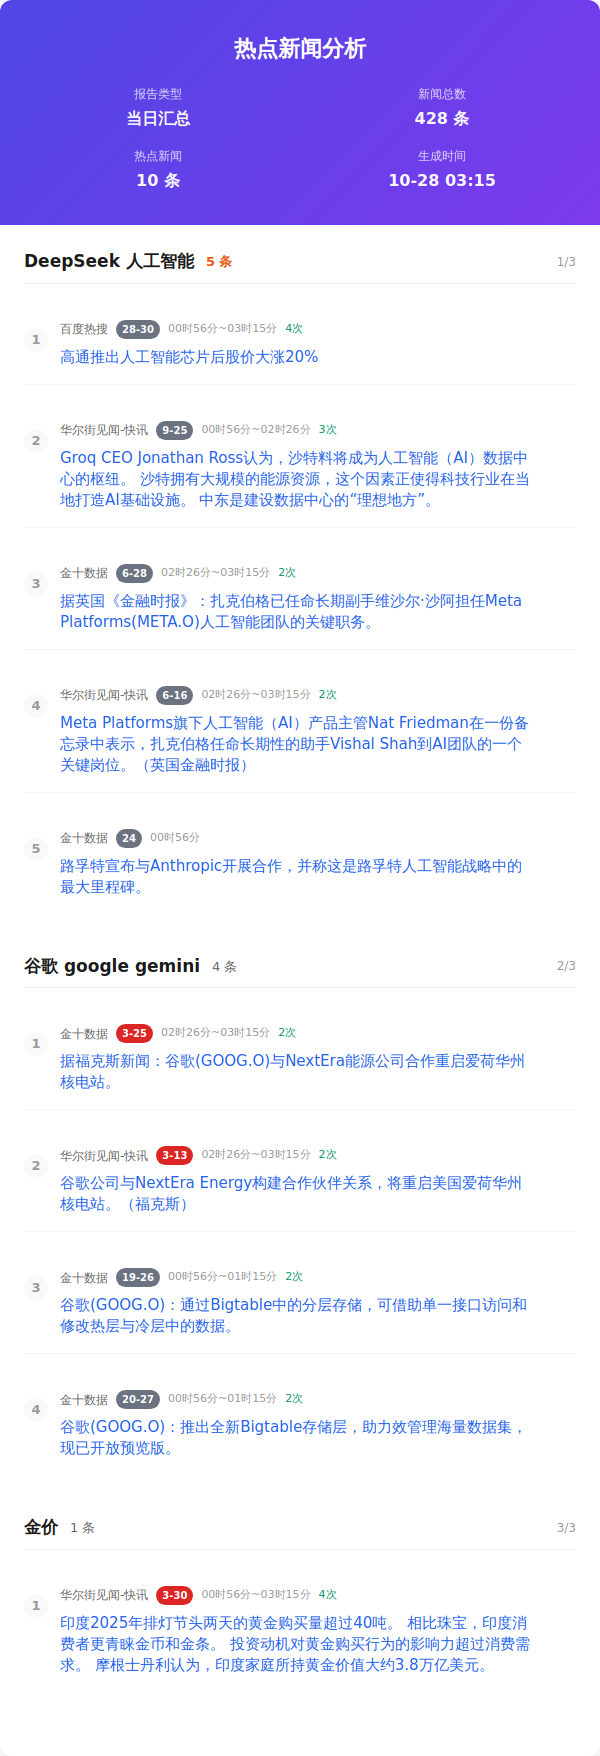 热点新闻分析
报告类型
当日汇总
新闻总数
428 条
热点新闻
10 条
生成时间
10-28 03:15
DeepSeek 人工智能 5 条 1/3
1
百度热搜 28-30 00时56分~03时15分 4次
高通推出人工智能芯片后股价大涨20%
2
华尔街见闻-快讯 9-25 00时56分~02时26分 3次
Groq CEO Jonathan Ross认为，沙特料将成为人工智能（AI）数据中
心的枢纽。 沙特拥有大规模的能源资源，这个因素正使得科技行业在当
地打造AI基础设施。 中东是建设数据中心的“理想地方”。
3
金十数据 6-28 02时26分~03时15分 2次
据英国《金融时报》：扎克伯格已任命长期副手维沙尔·沙阿担任Meta
Platforms(META.O)人工智能团队的关键职务。
4
华尔街见闻-快讯 6-16 02时26分~03时15分 2次
Meta Platforms旗下人工智能（AI）产品主管Nat Friedman在一份备
忘录中表示，扎克伯格任命长期性的助手Vishal Shah到AI团队的一个
关键岗位。（英国金融时报）
5
金十数据 24 00时56分
路孚特宣布与Anthropic开展合作，并称这是路孚特人工智能战略中的
最大里程碑。
谷歌 google gemini 4 条 2/3
1
金十数据 3-25 02时26分~03时15分 2次
据福克斯新闻：谷歌(GOOG.O)与NextEra能源公司合作重启爱荷华州
核电站。
2
华尔街见闻-快讯 3-13 02时26分~03时15分 2次
谷歌公司与NextEra Energy构建合作伙伴关系，将重启美国爱荷华州
核电站。（福克斯）
3
金十数据 19-26 00时56分~01时15分 2次
谷歌(GOOG.O)：通过Bigtable中的分层存储，可借助单一接口访问和
修改热层与冷层中的数据。
4
金十数据 20-27 00时56分~01时15分 2次
谷歌(GOOG.O)：推出全新Bigtable存储层，助力效管理海量数据集，
现已开放预览版。
金价 1 条 3/3
1
华尔街见闻-快讯 3-30 00时56分~03时15分 4次
印度2025年排灯节头两天的黄金购买量超过40吨。 相比珠宝，印度消
费者更青睐金币和金条。 投资动机对黄金购买行为的影响力超过消费需
求。 摩根士丹利认为，印度家庭所持黄金价值大约3.8万亿美元。